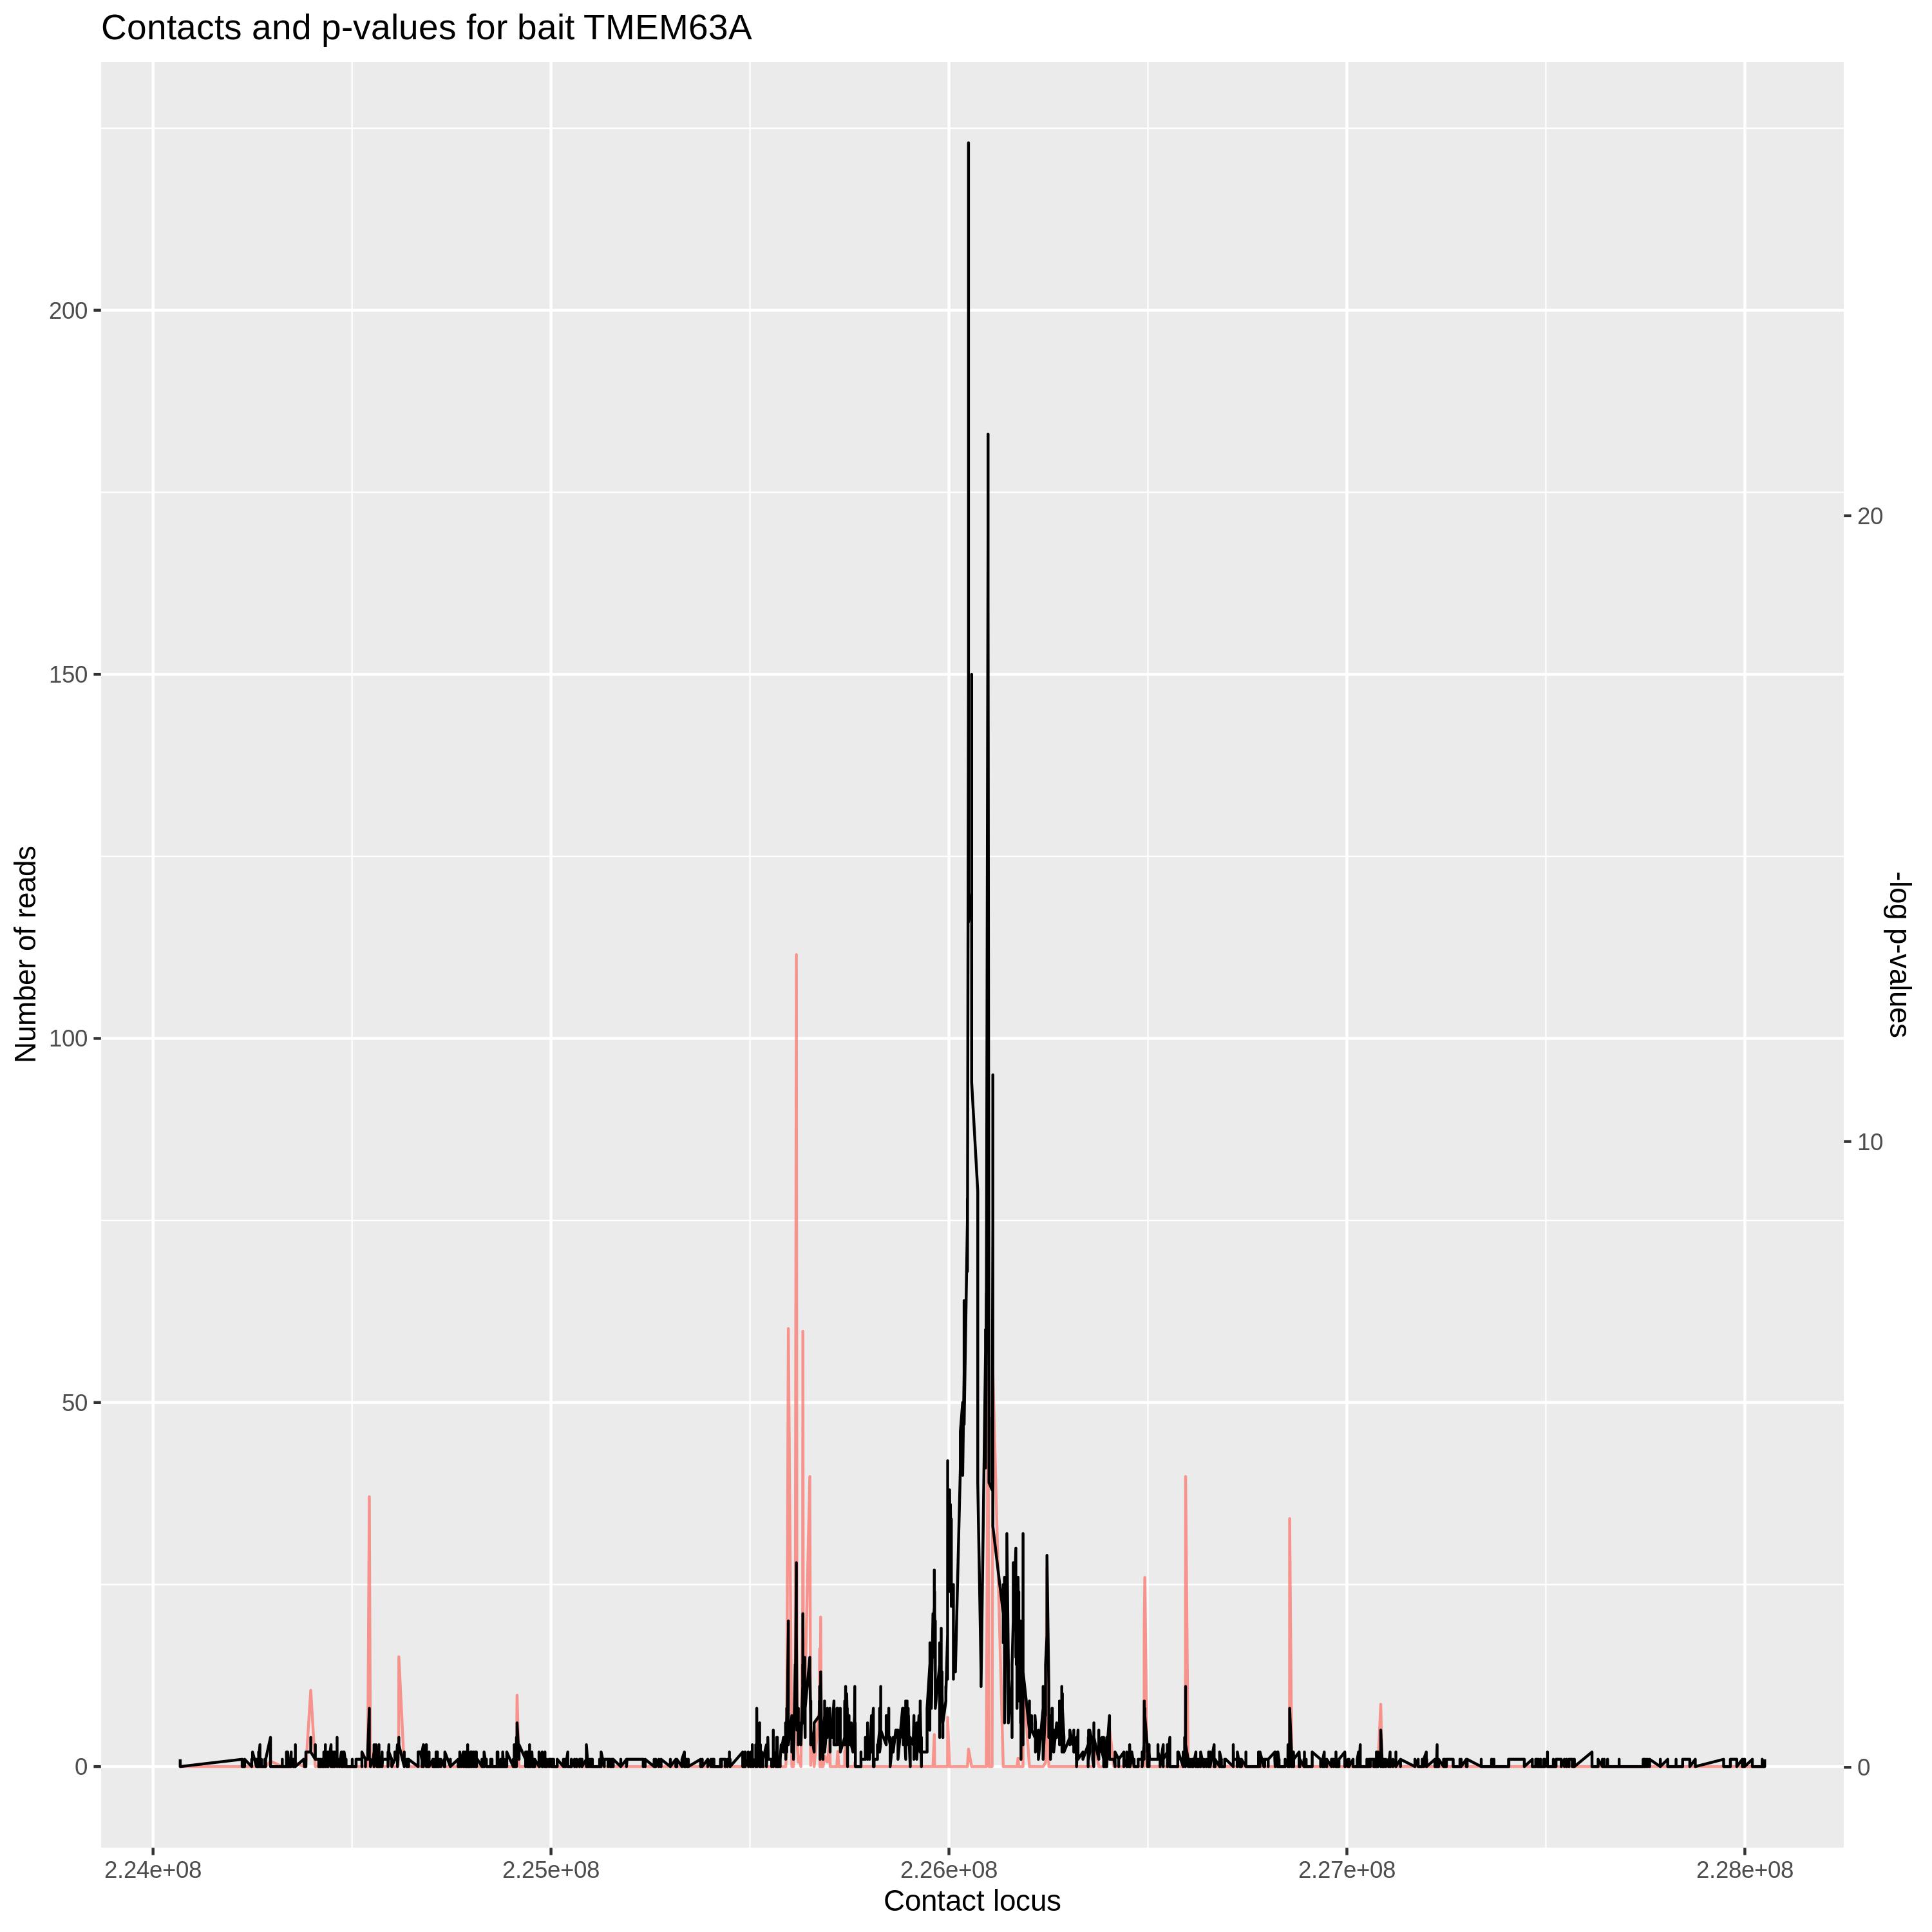 Contacts and p-values for bait TMEM63A
200
150
100
50
0
Number of reads
20
10
0
-log p-values
2.24e+08
2.25e+08
2.26e+08
2.27e+08
2.28e+08
Contact locus